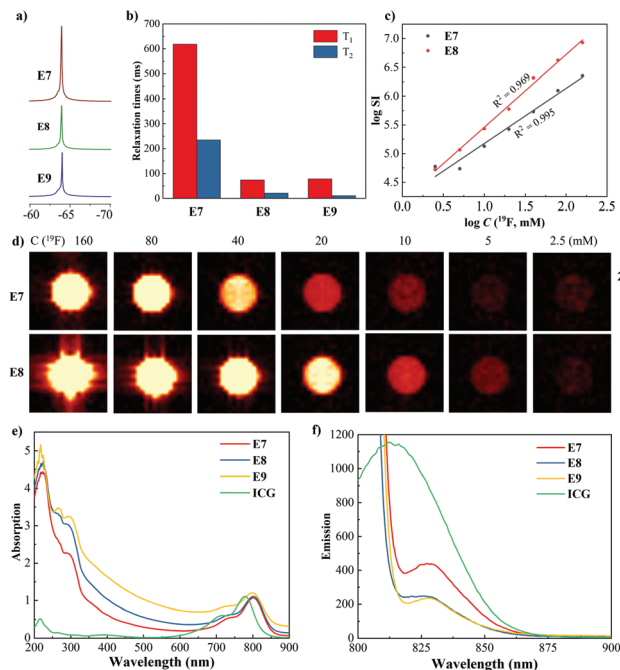 a)
E7
E8
E9
-60 -65 -70
b)
Relaxation times (ms)
700
600
500
400
300
200
100
0
T1
T2
E7 E8 E9
c)
log SI
7.0
6.5
6.0
5.5
5.0
4.5
E7
E8
R² = 0.969
R² = 0.995
0.0 0.5 1.0 1.5 2.0 2.5
log C (¹⁹F, mM)
d) C (¹⁹F) 160 80 40 20 10 5 2.5 (mM)
E7
2
E8
e)
Absorption
5
4
3
2
1
0
E7
E8
E9
ICG
200 300 400 500 600 700 800 900
Wavelength (nm)
f)
Emission
1200
1000
800
600
400
200
0
E7
E8
E9
ICG
800 825 850 875 900
Wavelength (nm)